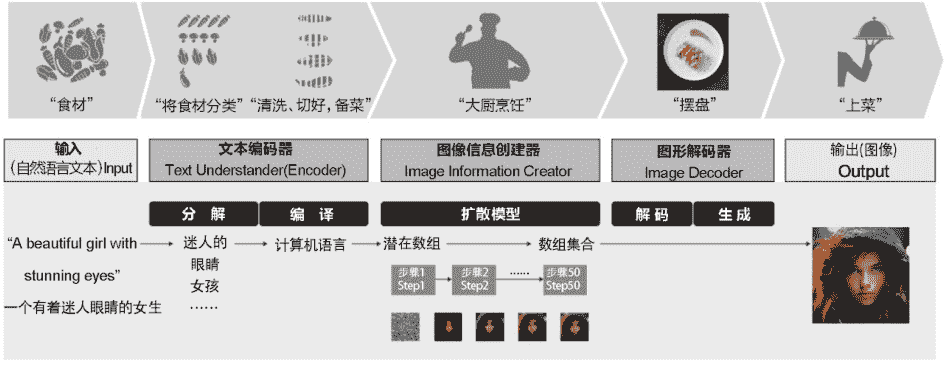 “食材”
“将食材分类”
“清洗、切好，备菜”
“大厨烹饪”
“摆盘”
“上菜”
输入
（自然语言文本）Input
文本编码器
Text Understander(Encoder)
图像信息创建器
Image Information Creator
图形解码器
Image Decoder
输出(图像)
Output
分 解
编 译
扩散模型
解 码
生 成
“A beautiful girl with
stunning eyes”
一个有着迷人眼睛的女生
迷人的
眼睛
女孩
……
计算机语言
潜在数组
数组集合
步骤1
Step1
步骤2
Step2
……
步骤50
Step50